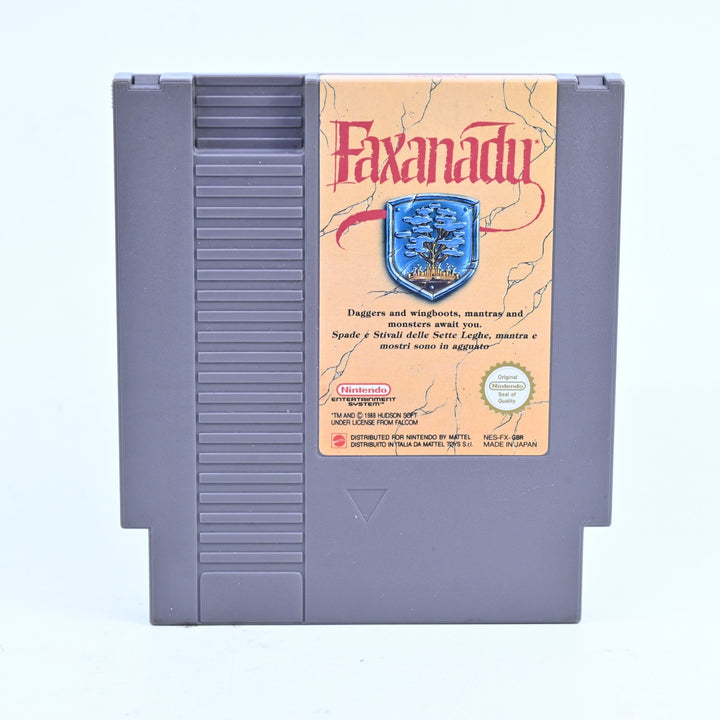 Faxanadu
Daggers and wingboots, mantras and
monsters await you.
Spade e Stivali delle Sette Leghe, mantra e
mostri sono in agguato
Nintendo
ENTERTAINMENT
SYSTEM™
™ AND © 1988 HUDSON SOFT
UNDER LICENSE FROM FALCOM
DISTRIBUTED FOR NINTENDO BY MATTEL
DISTRIBUITO IN ITALIA DA MATTEL TOYS S.r.l.
Original
Nintendo
Seal of
Quality
NES-FX-GBR
MADE IN JAPAN